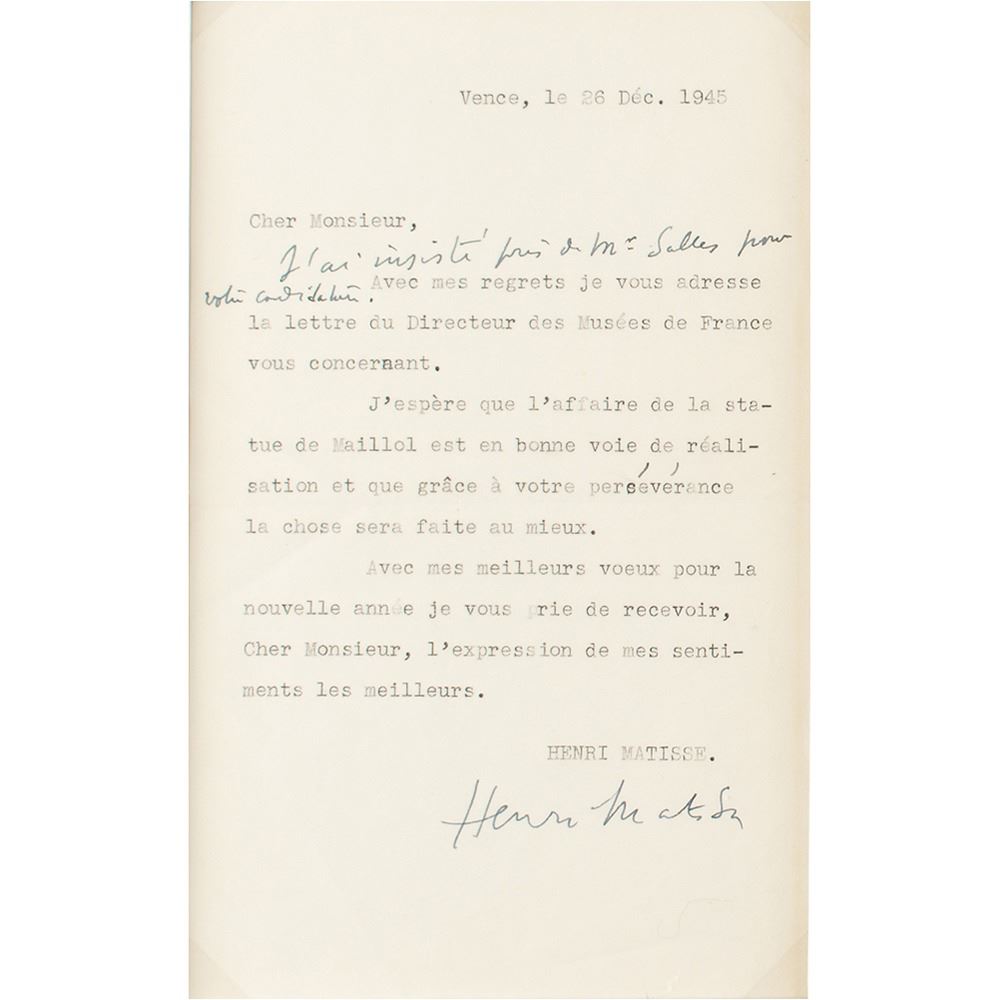 Vence, le 26 Déc. 1945
Cher Monsieur,
J'ai insisté près de Mr Salles pour
votre candidature.
Avec mes regrets je vous adresse
la lettre du Directeur des Musées de France
vous concernant.
J'espère que l'affaire de la sta-
tue de Maillol est en bonne voie de réali-
sation et que grâce à votre persévérance
la chose sera faite au mieux.
Avec mes meilleurs voeux pour la
nouvelle année je vous prie de recevoir,
Cher Monsieur, l'expression de mes senti-
ments les meilleurs.
HENRI MATISSE.
Henri Matisse